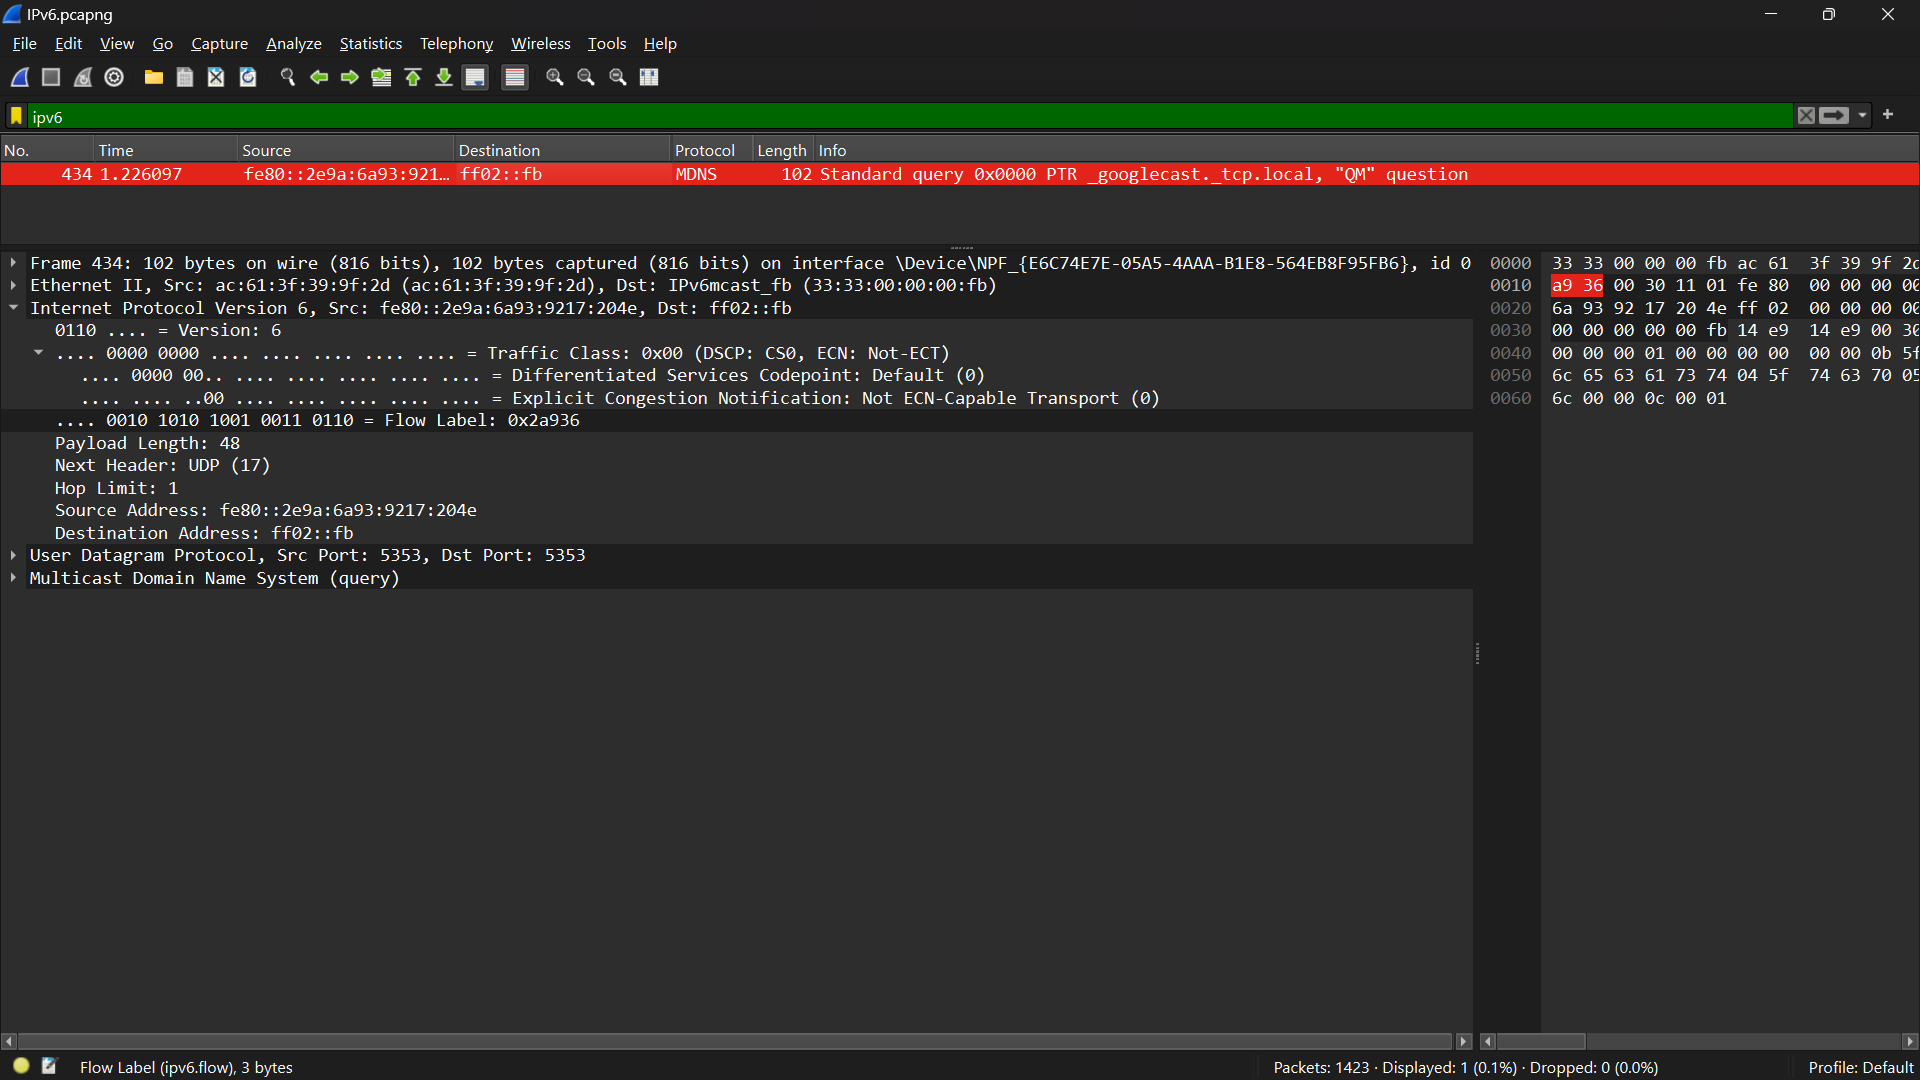 IPv6.pcapng
File Edit View Go Capture Analyze Statistics Telephony Wireless Tools Help
ipv6
No. Time Source Destination Protocol Length Info
434 1.226097 fe80::2e9a:6a93:921… ff02::fb MDNS 102 Standard query 0x0000 PTR _googlecast._tcp.local, "QM" question
Frame 434: 102 bytes on wire (816 bits), 102 bytes captured (816 bits) on interface \Device\NPF_{E6C74E7E-05A5-4AAA-B1E8-564EB8F95FB6}, id 0
Ethernet II, Src: ac:61:3f:39:9f:2d (ac:61:3f:39:9f:2d), Dst: IPv6mcast_fb (33:33:00:00:00:fb)
Internet Protocol Version 6, Src: fe80::2e9a:6a93:9217:204e, Dst: ff02::fb
0110 .... = Version: 6
.... 0000 0000 .... .... .... .... .... = Traffic Class: 0x00 (DSCP: CS0, ECN: Not-ECT)
.... 0000 00.. .... .... .... .... .... = Differentiated Services Codepoint: Default (0)
.... .... ..00 .... .... .... .... .... = Explicit Congestion Notification: Not ECN-Capable Transport (0)
.... 0010 1010 1001 0011 0110 = Flow Label: 0x2a936
Payload Length: 48
Next Header: UDP (17)
Hop Limit: 1
Source Address: fe80::2e9a:6a93:9217:204e
Destination Address: ff02::fb
User Datagram Protocol, Src Port: 5353, Dst Port: 5353
Multicast Domain Name System (query)
0000 33 33 00 00 00 fb ac 61 3f 39 9f 2d
0010 a9 36 00 30 11 01 fe 80 00 00 00 00
0020 6a 93 92 17 20 4e ff 02 00 00 00 00
0030 00 00 00 00 00 fb 14 e9 14 e9 00 30
0040 00 00 00 01 00 00 00 00 00 00 0b 5f
0050 6c 65 63 61 73 74 04 5f 74 63 70 05
0060 6c 00 00 0c 00 01
Flow Label (ipv6.flow), 3 bytes
Packets: 1423 · Displayed: 1 (0.1%) · Dropped: 0 (0.0%)
Profile: Default